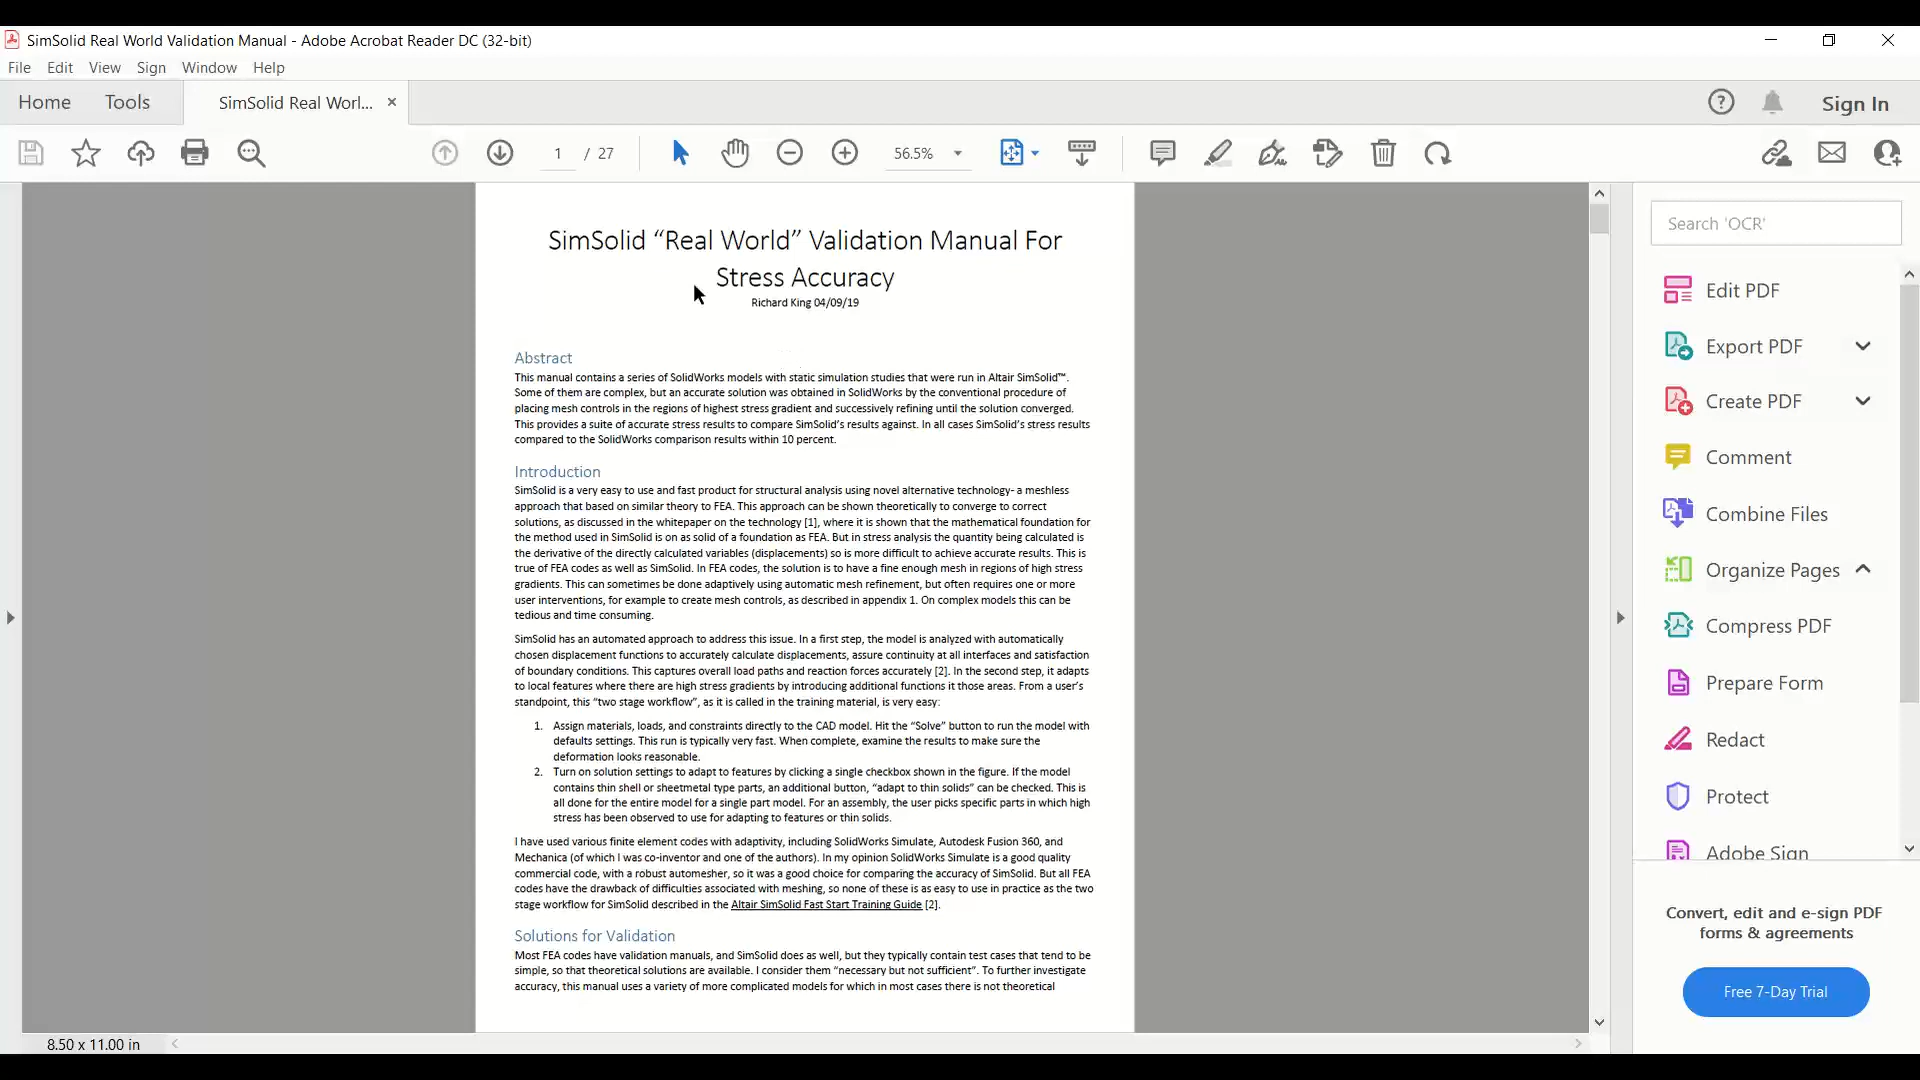 SimSolid Real World Validation Manual - Adobe Acrobat Reader DC (32-bit)
File Edit View Sign Window Help
Home Tools SimSolid Real Worl... × Sign In
1 / 27 56.5%
SimSolid “Real World” Validation Manual For
Stress Accuracy
Richard King 04/09/19
Abstract
This manual contains a series of SolidWorks models with static simulation studies that were run in Altair SimSolid™.
Some of them are complex, but an accurate solution was obtained in SolidWorks by the conventional procedure of
placing mesh controls in the regions of highest stress gradient and successively refining until the solution converged.
This provides a suite of accurate stress results to compare SimSolid’s results against. In all cases SimSolid’s stress results
compared to the SolidWorks comparison results within 10 percent.
Introduction
SimSolid is a very easy to use and fast product for structural analysis using novel alternative technology- a meshless
approach that based on similar theory to FEA. This approach can be shown theoretically to converge to correct
solutions, as discussed in the whitepaper on the technology [1], where it is shown that the mathematical foundation for
the method used in SimSolid is on as solid of a foundation as FEA. But in stress analysis the quantity being calculated is
the derivative of the directly calculated variables (displacements) so is more difficult to achieve accurate results. This is
true of FEA codes as well as SimSolid. In FEA codes, the solution is to have a fine enough mesh in regions of high stress
gradients. This can sometimes be done adaptively using automatic mesh refinement, but often requires one or more
user interventions, for example to create mesh controls, as described in appendix 1. On complex models this can be
tedious and time consuming.
SimSolid has an automated approach to address this issue. In a first step, the model is analyzed with automatically
chosen displacement functions to accurately calculate displacements, assure continuity at all interfaces and satisfaction
of boundary conditions. This captures overall load paths and reaction forces accurately [2]. In the second step, it adapts
to local features where there are high stress gradients by introducing additional functions it those areas. From a user’s
standpoint, this “two stage workflow”, as it is called in the training material, is very easy:
1. Assign materials, loads, and constraints directly to the CAD model. Hit the “Solve” button to run the model with
defaults settings. This run is typically very fast. When complete, examine the results to make sure the
deformation looks reasonable.
2. Turn on solution settings to adapt to features by clicking a single checkbox shown in the figure. If the model
contains thin shell or sheetmetal type parts, an additional button, “adapt to thin solids” can be checked. This is
all done for the entire model for a single part model. For an assembly, the user picks specific parts in which high
stress has been observed to use for adapting to features or thin solids.
I have used various finite element codes with adaptivity, including SolidWorks Simulate, Autodesk Fusion 360, and
Mechanica (of which I was co-inventor and one of the authors). In my opinion SolidWorks Simulate is a good quality
commercial code, with a robust automesher, so it was a good choice for comparing the accuracy of SimSolid. But all FEA
codes have the drawback of difficulties associated with meshing, so none of these is as easy to use in practice as the two
stage workflow for SimSolid described in the Altair SimSolid Fast Start Training Guide [2].
Solutions for Validation
Most FEA codes have validation manuals, and SimSolid does as well, but they typically contain test cases that tend to be
simple, so that theoretical solutions are available. I consider them “necessary but not sufficient”. To further investigate
accuracy, this manual uses a variety of more complicated models for which in most cases there is not theoretical
8.50 x 11.00 in
Search 'OCR'
Edit PDF
Export PDF
Create PDF
Comment
Combine Files
Organize Pages
Compress PDF
Prepare Form
Redact
Protect
Adobe Sign
Convert, edit and e-sign PDF
forms & agreements
Free 7-Day Trial